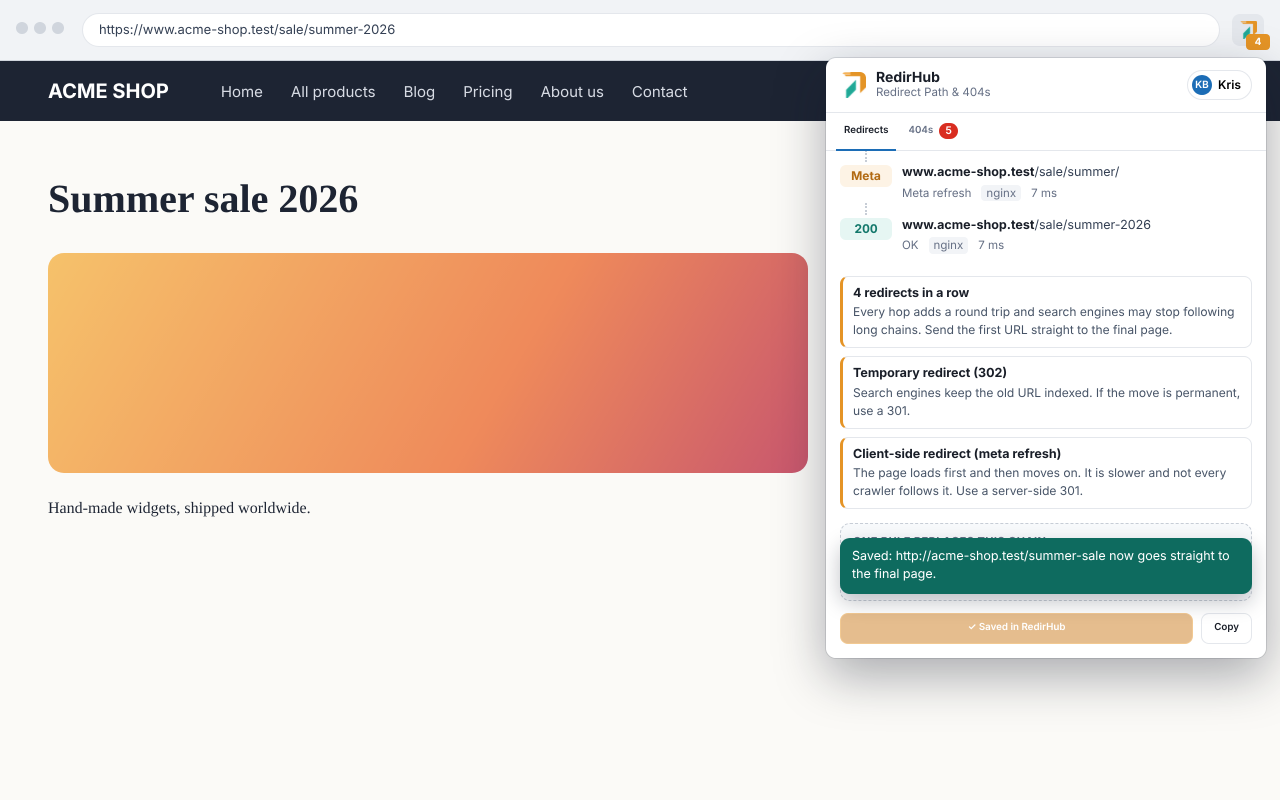 https://www.acme-shop.test/sale/summer-2026
4
ACME SHOP
Home
All products
Blog
Pricing
About us
Contact
RedirHub
Redirect Path & 404s
KB
Kris
Redirects
404s
5
Summer sale 2026
Hand-made widgets, shipped worldwide.
Meta
www.acme-shop.test/sale/summer/
Meta refresh
nginx
7 ms
200
www.acme-shop.test/sale/summer-2026
OK
nginx
7 ms
4 redirects in a row
Every hop adds a round trip and search engines may stop following
long chains. Send the first URL straight to the final page.
Temporary redirect (302)
Search engines keep the old URL indexed. If the move is permanent,
use a 301.
Client-side redirect (meta refresh)
The page loads first and then moves on. It is slower and not every
crawler follows it. Use a server-side 301.
Saved: http://acme-shop.test/summer-sale now goes straight to
the final page.
✓ Saved in RedirHub
Copy